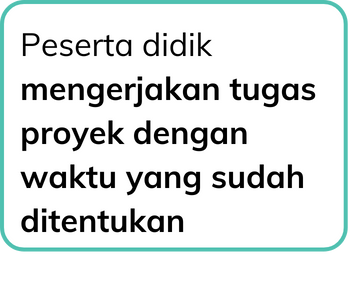 Peserta didik
mengerjakan tugas
proyek dengan
waktu yang sudah
ditentukan